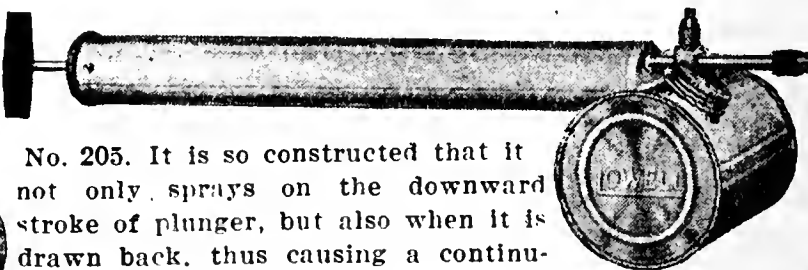 LOWELL
No. 205. It is so constructed that it
not only sprays on the downward
stroke of plunger, but also when it is
drawn back, thus causing a continu-